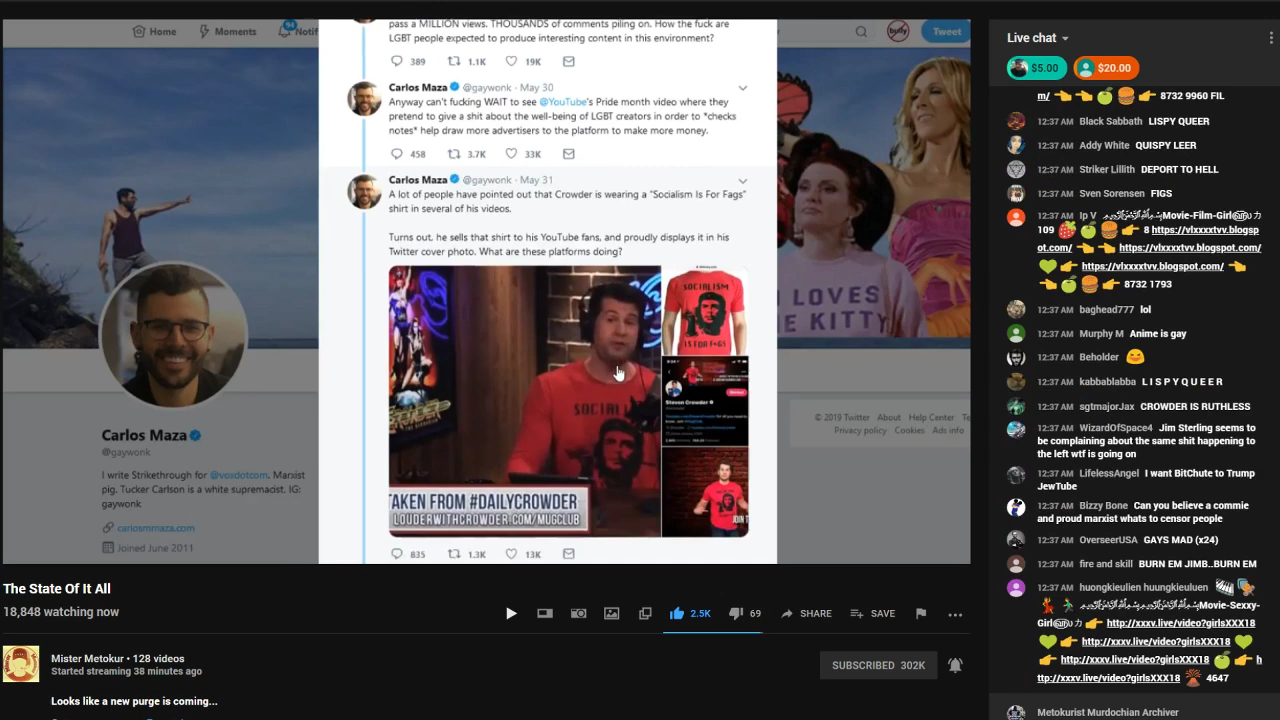 Home
Moments
94
Notif
Tweet
pass a MILLION views. THOUSANDS of comments piling on. How the fuck are
LGBT people expected to produce interesting content in this environment?
389 1.1K 19K
Carlos Maza @gaywonk · May 30
Anyway can't fucking WAIT to see @YouTube's Pride month video where they
pretend to give a shit about the well-being of LGBT creators in order to *checks
notes* help draw more advertisers to the platform to make more money.
458 3.7K 33K
Carlos Maza @gaywonk · May 31
A lot of people have pointed out that Crowder is wearing a "Socialism Is For Fags"
shirt in several of his videos.
Turns out, he sells that shirt to his YouTube fans, and proudly displays it in his
Twitter cover photo. What are these platforms doing?
SOCIALISM
IS FOR FAGS
Steven Crowder
TAKEN FROM #DAILYCROWDER
LOUDERWITHCROWDER.COM/MUGCLUB
JOIN
835 1.3K 13K
LOVES
KITTY
Carlos Maza
@gaywonk
I write Strikethrough for @voxdotcom. Marxist
pig. Tucker Carlson is a white supremacist. IG:
gaywonk
carlosmmaza.com
Joined June 2011
© 2019 Twitter About Help Center Te
Privacy policy Cookies Ads info
The State Of It All
18,848 watching now
2.5K 69 SHARE SAVE
Mister Metokur • 128 videos
Started streaming 38 minutes ago
SUBSCRIBED 302K
Looks like a new purge is coming...
Live chat
$5.00 $20.00
m/ 8732 9960 FIL
12:37 AM Black Sabbath LISPY QUEER
12:37 AM Addy White QUISPY LEER
12:37 AM Striker Lillith DEPORT TO HELL
12:37 AM Sven Sorensen FIGS
12:37 AM Ip V Movie-Film-Girl
109 8 https://vlxxxtvv.blogsp
ot.com/ https://vlxxxtvv.blogspot.com/
https://vlxxxtvv.blogspot.com/
8732 1793
12:37 AM baghead777 lol
12:37 AM Murphy M Anime is gay
12:37 AM Beholder
12:37 AM kabbablabba L I S P Y Q U E E R
12:37 AM sgtmajorJax CROWDER IS RUTHLESS
12:37 AM WizardOfSpace4 Jim Sterling seems to
be complaining about the same shit happening to
the left wtf is going on
12:37 AM LifelessAngel I want BitChute to Trump
JewTube
12:37 AM Bizzy Bone Can you believe a commie
and proud marxist whats to censor people
12:37 AM OverseerUSA GAYS MAD (x24)
12:37 AM fire and skill BURN EM JIMB..BURN EM
12:37 AM huongkieulien huungkieuluen
Movie-Sexxy-
Girl http://xxxv.live/video?girlsXXX18
http://xxxv.live/video?girlsXXX18
http://xxxv.live/video?girlsXXX18 h
ttp://xxxv.live/video?girlsXXX18 4647
Metokurist Murdochian Archiver